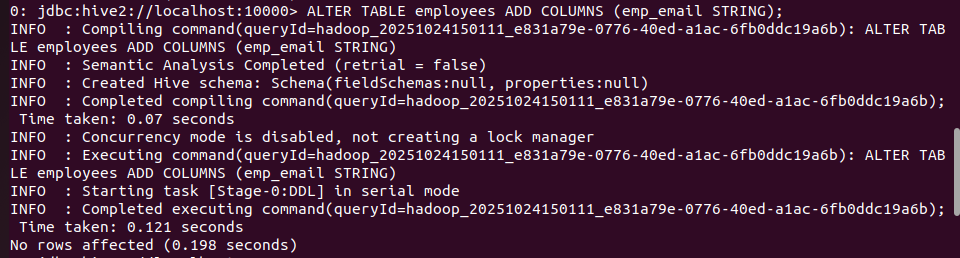 0: jdbc:hive2://localhost:10000> ALTER TABLE employees ADD COLUMNS (emp_email STRING);
INFO  : Compiling command(queryId=hadoop_20251024150111_e831a79e-0776-40ed-a1ac-6fb0ddc19a6b): ALTER TAB
LE employees ADD COLUMNS (emp_email STRING)
INFO  : Semantic Analysis Completed (retrial = false)
INFO  : Created Hive schema: Schema(fieldSchemas:null, properties:null)
INFO  : Completed compiling command(queryId=hadoop_20251024150111_e831a79e-0776-40ed-a1ac-6fb0ddc19a6b);
 Time taken: 0.07 seconds
INFO  : Concurrency mode is disabled, not creating a lock manager
INFO  : Executing command(queryId=hadoop_20251024150111_e831a79e-0776-40ed-a1ac-6fb0ddc19a6b): ALTER TAB
LE employees ADD COLUMNS (emp_email STRING)
INFO  : Starting task [Stage-0:DDL] in serial mode
INFO  : Completed executing command(queryId=hadoop_20251024150111_e831a79e-0776-40ed-a1ac-6fb0ddc19a6b);
 Time taken: 0.121 seconds
No rows affected (0.198 seconds)